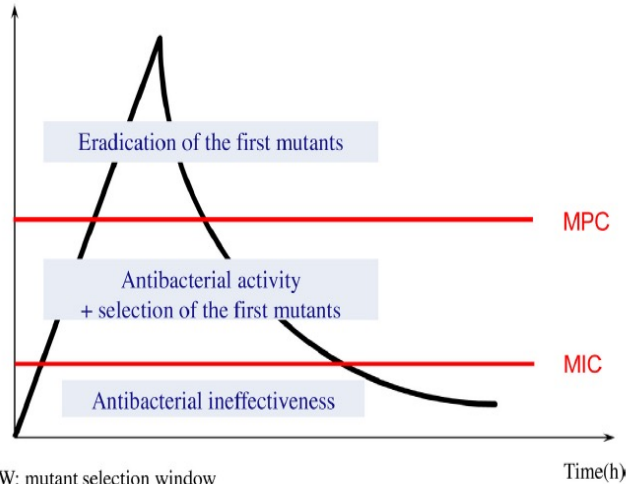 Eradication of the first mutants
MPC
Antibacterial activity
+ selection of the first mutants
MIC
Antibacterial ineffectiveness
Time(h)
W: mutant selection window